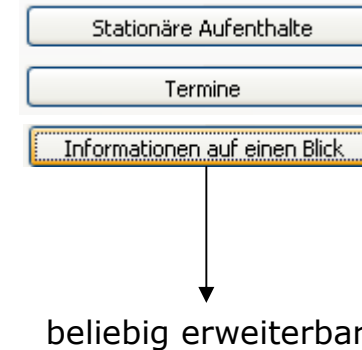 Stationäre Aufenthalte
Termine
Informationen auf einen Blick
beliebig erweiterbar